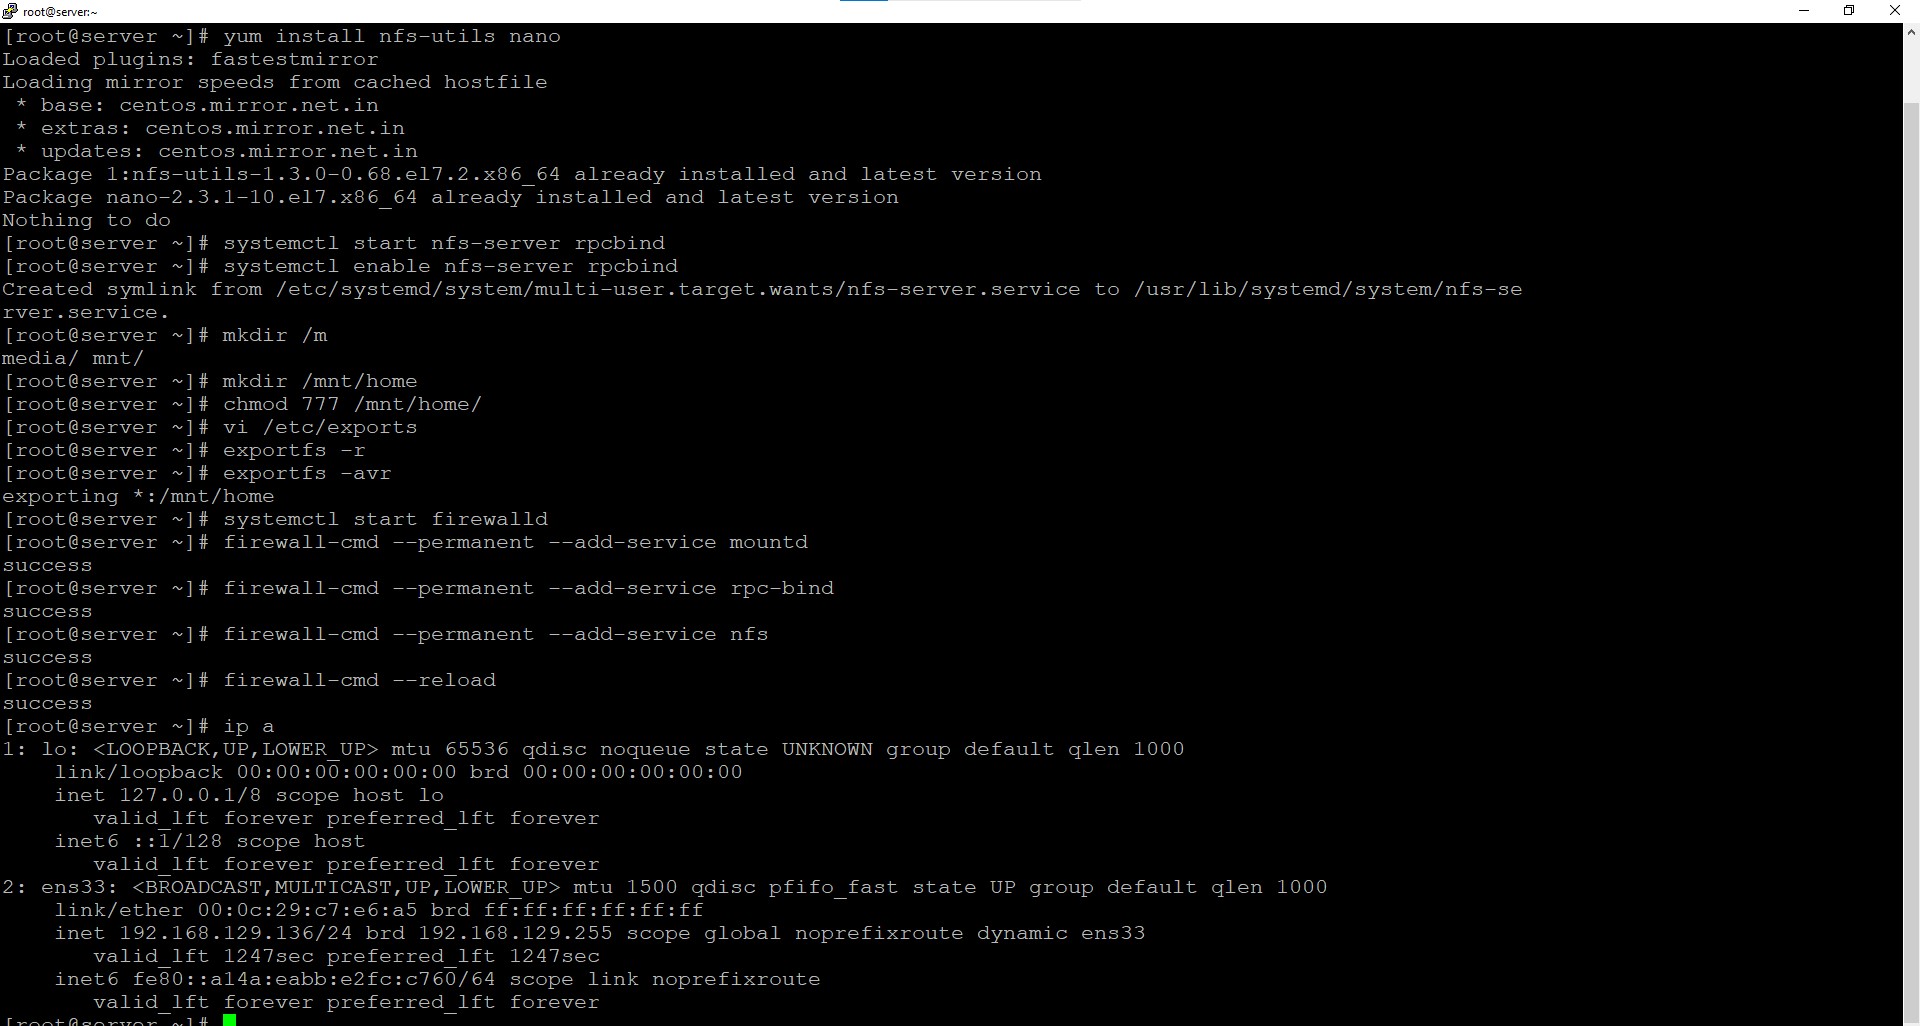 root@server:~
[root@server ~]# yum install nfs-utils nano
Loaded plugins: fastestmirror
Loading mirror speeds from cached hostfile
 * base: centos.mirror.net.in
 * extras: centos.mirror.net.in
 * updates: centos.mirror.net.in
Package 1:nfs-utils-1.3.0-0.68.el7.2.x86_64 already installed and latest version
Package nano-2.3.1-10.el7.x86_64 already installed and latest version
Nothing to do
[root@server ~]# systemctl start nfs-server rpcbind
[root@server ~]# systemctl enable nfs-server rpcbind
Created symlink from /etc/systemd/system/multi-user.target.wants/nfs-server.service to /usr/lib/systemd/system/nfs-se
rver.service.
[root@server ~]# mkdir /m
media/ mnt/
[root@server ~]# mkdir /mnt/home
[root@server ~]# chmod 777 /mnt/home/
[root@server ~]# vi /etc/exports
[root@server ~]# exportfs -r
[root@server ~]# exportfs -avr
exporting *:/mnt/home
[root@server ~]# systemctl start firewalld
[root@server ~]# firewall-cmd --permanent --add-service mountd
success
[root@server ~]# firewall-cmd --permanent --add-service rpc-bind
success
[root@server ~]# firewall-cmd --permanent --add-service nfs
success
[root@server ~]# firewall-cmd --reload
success
[root@server ~]# ip a
1: lo: <LOOPBACK,UP,LOWER_UP> mtu 65536 qdisc noqueue state UNKNOWN group default qlen 1000
    link/loopback 00:00:00:00:00:00 brd 00:00:00:00:00:00
    inet 127.0.0.1/8 scope host lo
       valid_lft forever preferred_lft forever
    inet6 ::1/128 scope host
       valid_lft forever preferred_lft forever
2: ens33: <BROADCAST,MULTICAST,UP,LOWER_UP> mtu 1500 qdisc pfifo_fast state UP group default qlen 1000
    link/ether 00:0c:29:c7:e6:a5 brd ff:ff:ff:ff:ff:ff
    inet 192.168.129.136/24 brd 192.168.129.255 scope global noprefixroute dynamic ens33
       valid_lft 1247sec preferred_lft 1247sec
    inet6 fe80::a14a:eabb:e2fc:c760/64 scope link noprefixroute
       valid_lft forever preferred_lft forever
[root@server ~]#